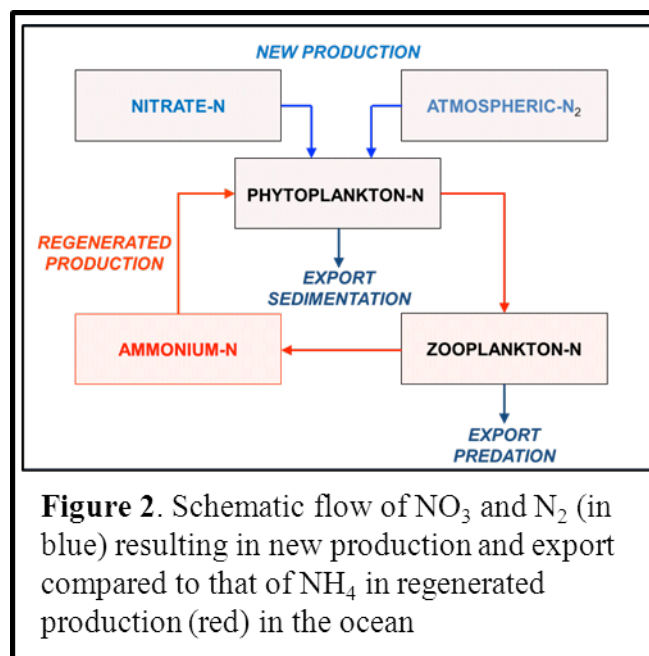 NEW PRODUCTION
NITRATE-N
ATMOSPHERIC-N₂
PHYTOPLANKTON-N
REGENERATED
PRODUCTION
EXPORT
SEDIMENTATION
AMMONIUM-N
ZOOPLANKTON-N
EXPORT
PREDATION
Figure 2. Schematic flow of NO₃ and N₂ (in
blue) resulting in new production and export
compared to that of NH₄ in regenerated
production (red) in the ocean